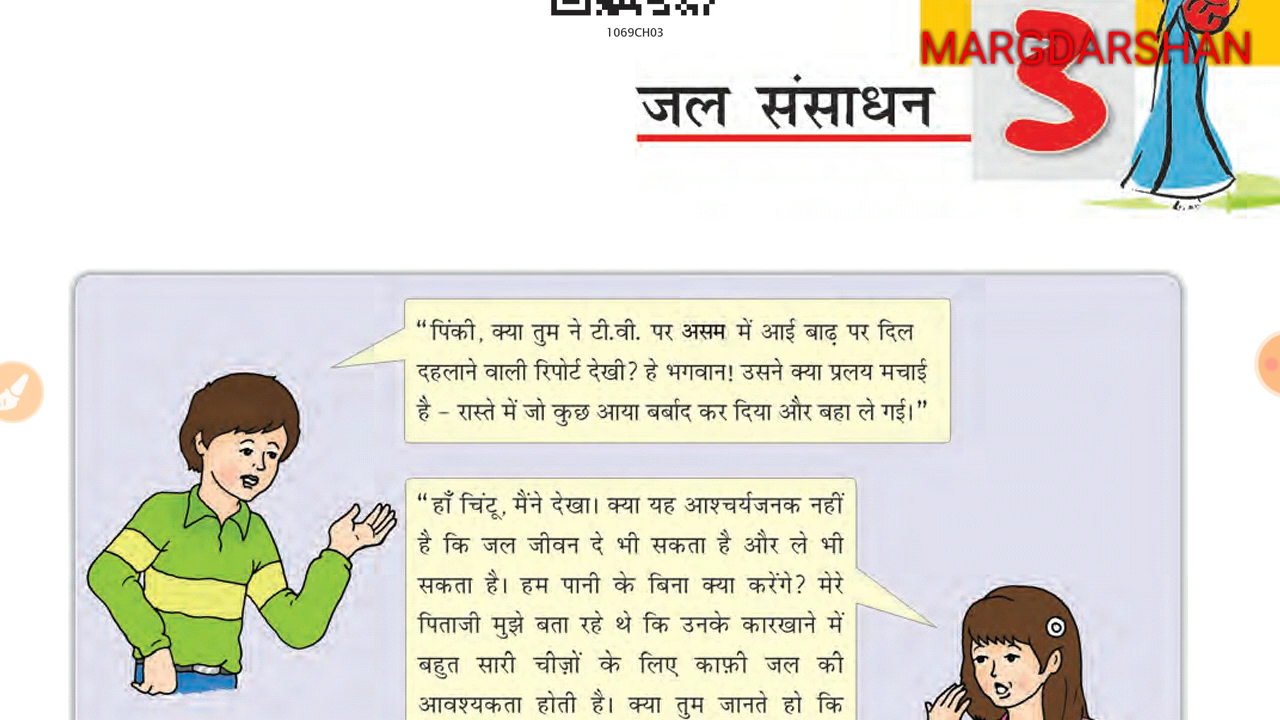 1069CH03
MARGDARSHAN
3
जल संसाधन
“पिंकी, क्या तुम ने टी.वी. पर असम में आई बाढ़ पर दिल
दहलाने वाली रिपोर्ट देखी? हे भगवान! उसने क्या प्रलय मचाई
है – रास्ते में जो कुछ आया बर्बाद कर दिया और बहा ले गई।”
“हाँ चिंटू, मैंने देखा। क्या यह आश्चर्यजनक नहीं
है कि जल जीवन दे भी सकता है और ले भी
सकता है। हम पानी के बिना क्या करेंगे? मेरे
पिताजी मुझे बता रहे थे कि उनके कारखाने में
बहुत सारी चीज़ों के लिए काफ़ी जल की
आवश्यकता होती है। क्या तुम जानते हो कि